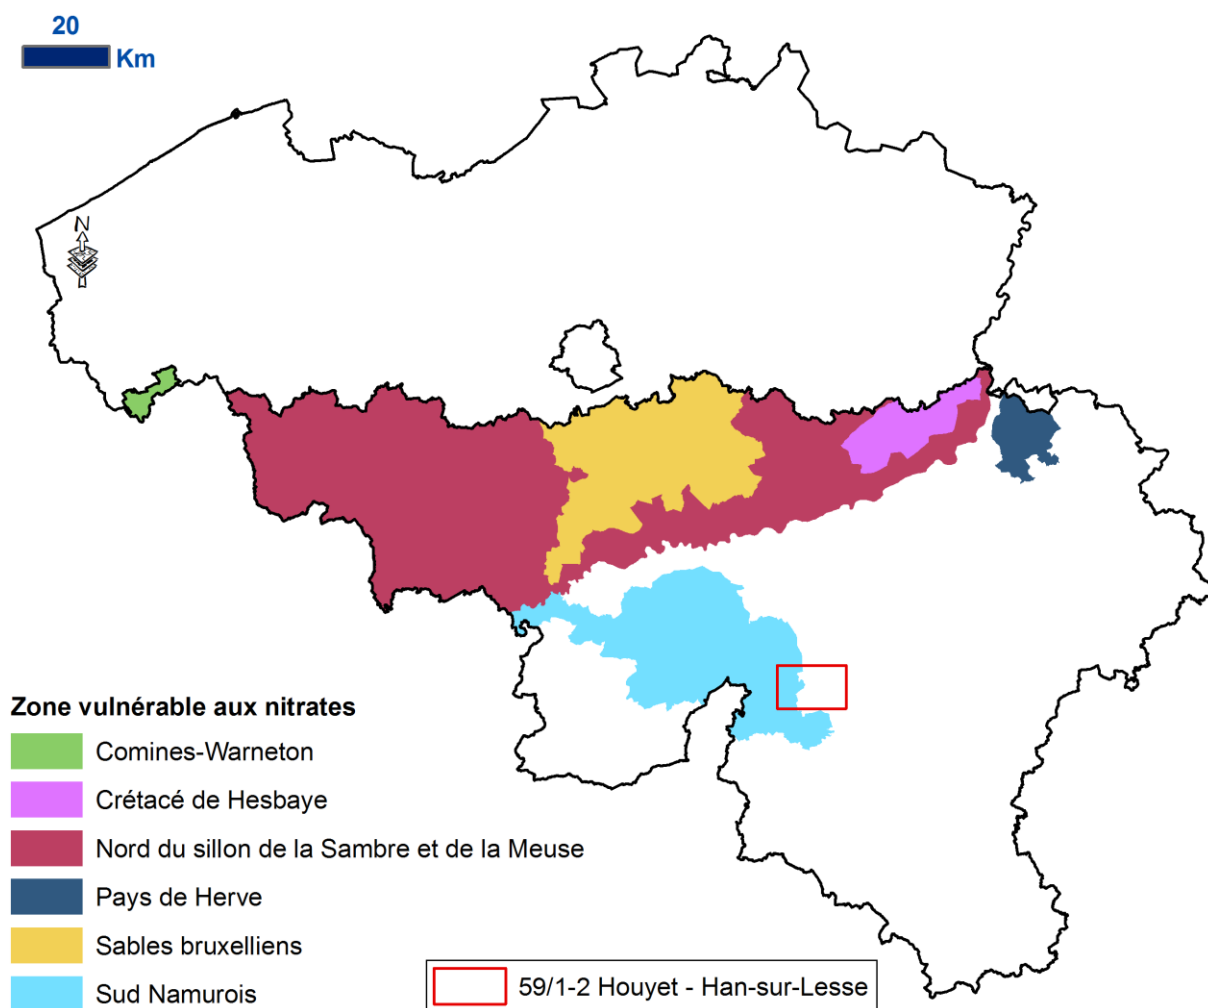 20
Km
N
Zone vulnérable aux nitrates
Comines-Warneton
Crétacé de Hesbaye
Nord du sillon de la Sambre et de la Meuse
Pays de Herve
Sables bruxelliens
Sud Namurois
59/1-2 Houyet - Han-sur-Lesse